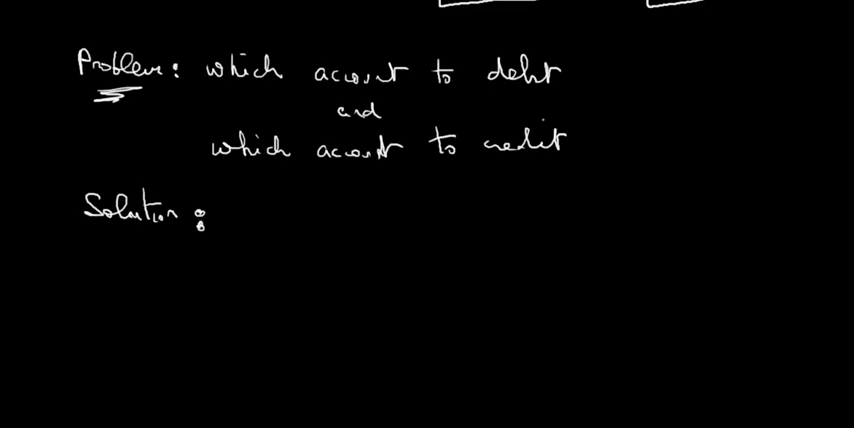 Problem: which account to debit
and
which account to credit
Solution: